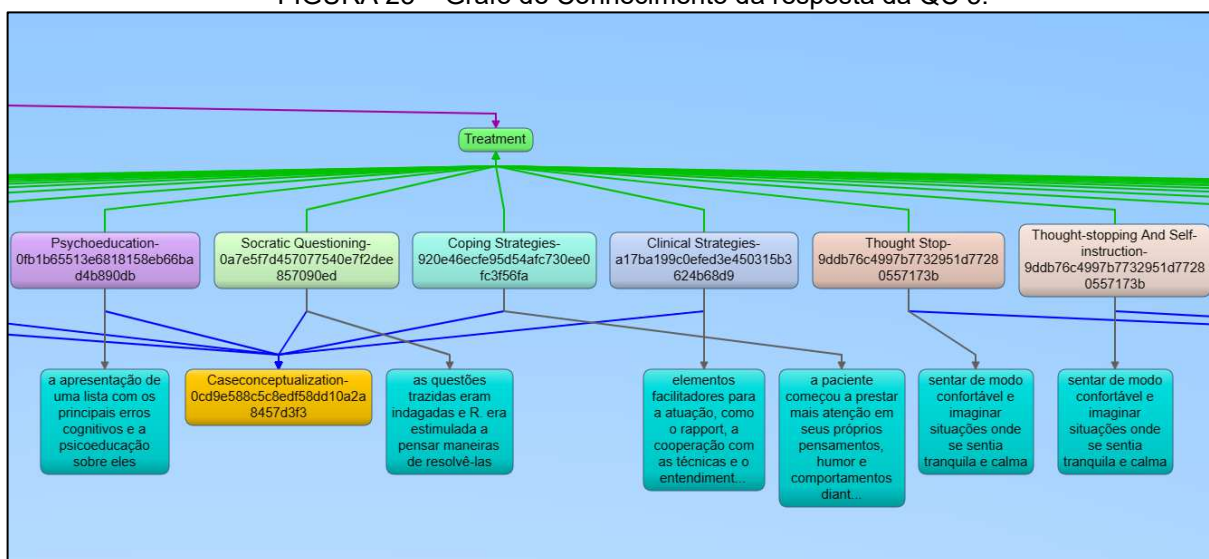 FIGURA – Grafo de Conhecimento da resposta da QC
Treatment
Psychoeducation-
0fb1b65513e6818158eb66ba
d4b890db
Socratic Questioning-
0a7e5f7d457077540e7f2dee
857090ed
Coping Strategies-
920e46ecfe95d54afc730ee0
fc3f56fa
Clinical Strategies-
a17ba199c0efed3e450315b3
624b68d9
Thought Stop-
9ddb76c4997b7732951d7728
0557173b
Thought-stopping And Self-
instruction-
9ddb76c4997b7732951d7728
0557173b
a apresentação de
uma lista com os
principais erros
cognitivos e a
psicoeducação
sobre eles
Caseconceptualization-
0cd9e588c5c8edf58dd10a2a
8457d3f3
as questões
trazidas eram
indagadas e R. era
estimulada a
pensar maneiras
de resolvê-las
elementos
facilitadores para
a atuação, como
o rapport, a
cooperação com
as técnicas e o
entendiment...
a paciente
começou a prestar
mais atenção em
seus próprios
pensamentos,
humor e
comportamentos
diant...
sentar de modo
confortável e
imaginar
situações onde
se sentia
tranquila e calma
sentar de modo
confortável e
imaginar
situações onde
se sentia
tranquila e calma